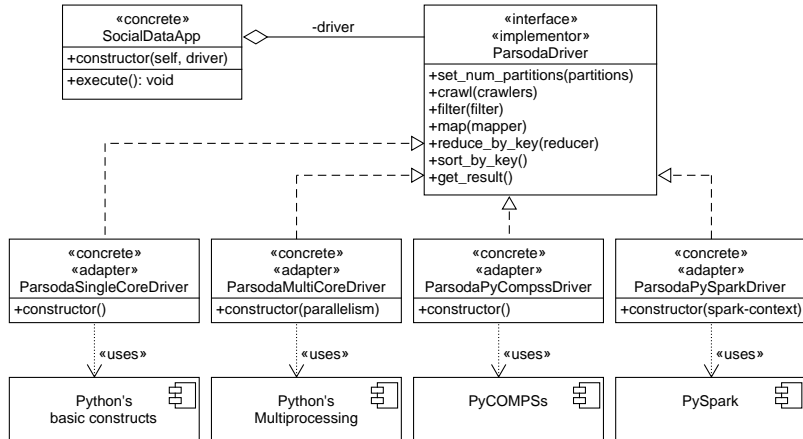 «concrete»
SocialDataApp
+constructor(self, driver)
+execute(): void
-driver
«interface»
«implementor»
ParsodaDriver
+set_num_partitions(partitions)
+crawl(crawlers)
+filter(filter)
+map(mapper)
+reduce_by_key(reducer)
+sort_by_key()
+get_result()
«concrete»
«adapter»
ParsodaSingleCoreDriver
+constructor()
«concrete»
«adapter»
ParsodaMultiCoreDriver
+constructor(parallelism)
«concrete»
«adapter»
ParsodaPyCompssDriver
+constructor()
«concrete»
«adapter»
ParsodaPySparkDriver
+constructor(spark-context)
«uses»
«uses»
«uses»
«uses»
Python's
basic constructs
Python's
Multiprocessing
PyCOMPSs
PySpark